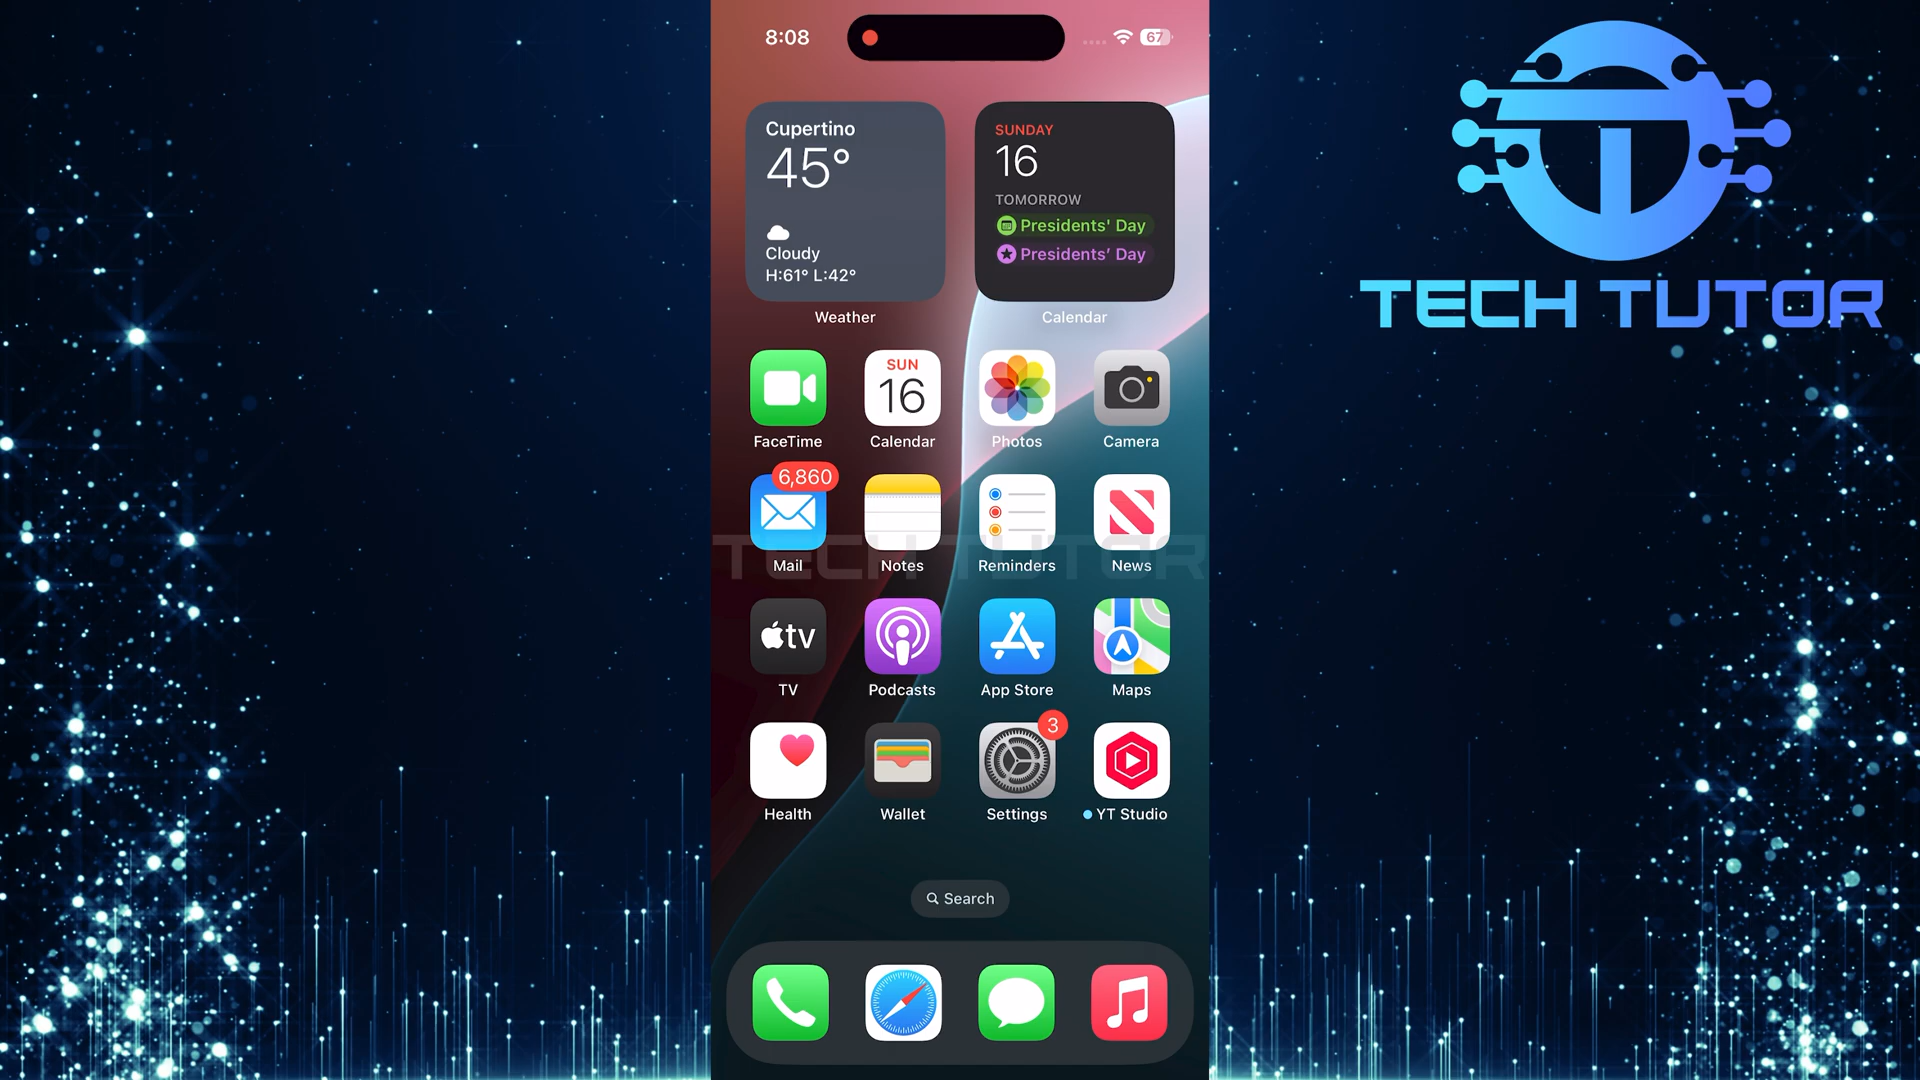 8:08
67
Cupertino
45°
Cloudy
H:61° L:42°
Weather
SUNDAY
16
TOMORROW
Presidents' Day
Presidents’ Day
Calendar
FaceTime
SUN
16
Calendar
Photos
Camera
6,860
Mail
Notes
Reminders
News
TECH TUTOR
tv
TV
Podcasts
App Store
Maps
Health
Wallet
3
Settings
YT Studio
Search
TECH TUTOR